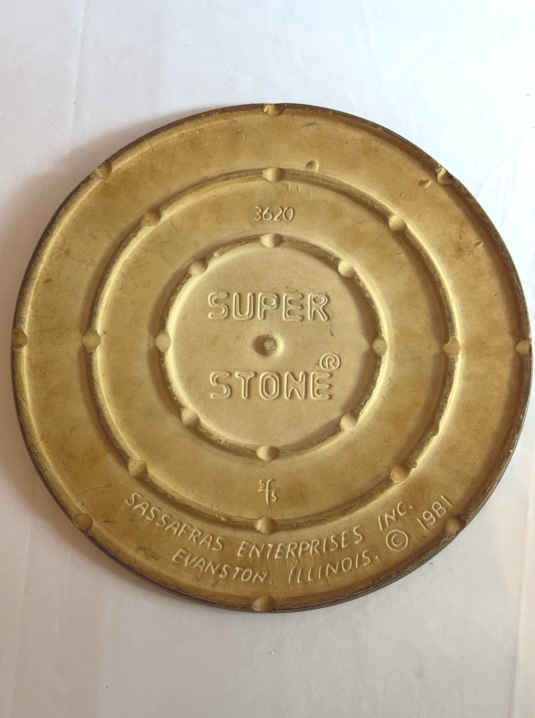 3620
SUPER
STONE®
SASSAFRAS ENTERPRISES INC.
EVANSTON, ILLINOIS. © 1981